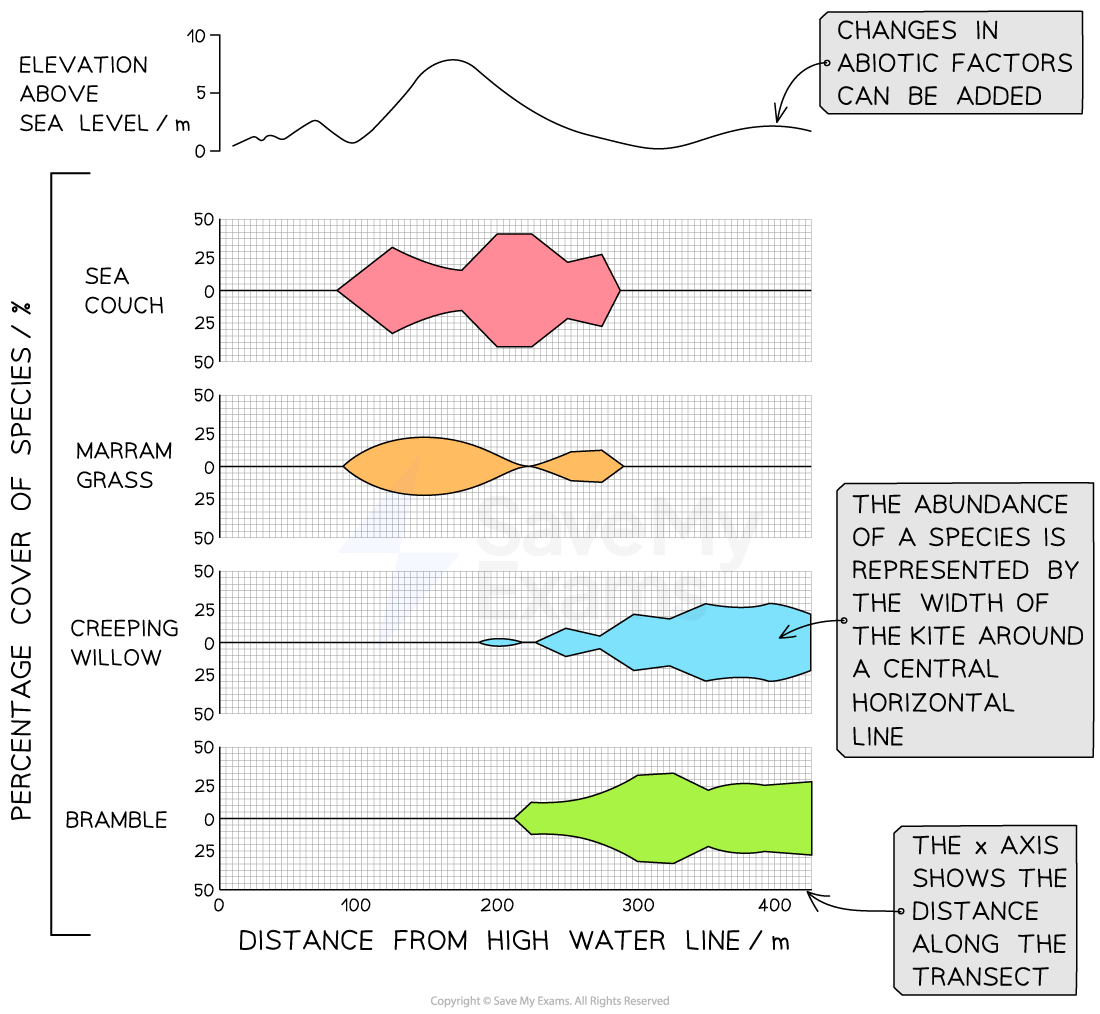 10
5
0
ELEVATION
ABOVE
SEA LEVEL / m
CHANGES IN
ABIOTIC FACTORS
CAN BE ADDED
PERCENTAGE COVER OF SPECIES / %
50
25
0
25
50
SEA
COUCH
50
25
0
25
50
MARRAM
GRASS
SaveMy
Exams
50
25
0
25
50
CREEPING
WILLOW
THE ABUNDANCE
OF A SPECIES IS
REPRESENTED BY
THE WIDTH OF
THE KITE AROUND
A CENTRAL
HORIZONTAL
LINE
50
25
0
25
50
BRAMBLE
0 100 200 300 400
DISTANCE FROM HIGH WATER LINE / m
THE x AXIS
SHOWS THE
DISTANCE
ALONG THE
TRANSECT
Copyright © Save My Exams. All Rights Reserved